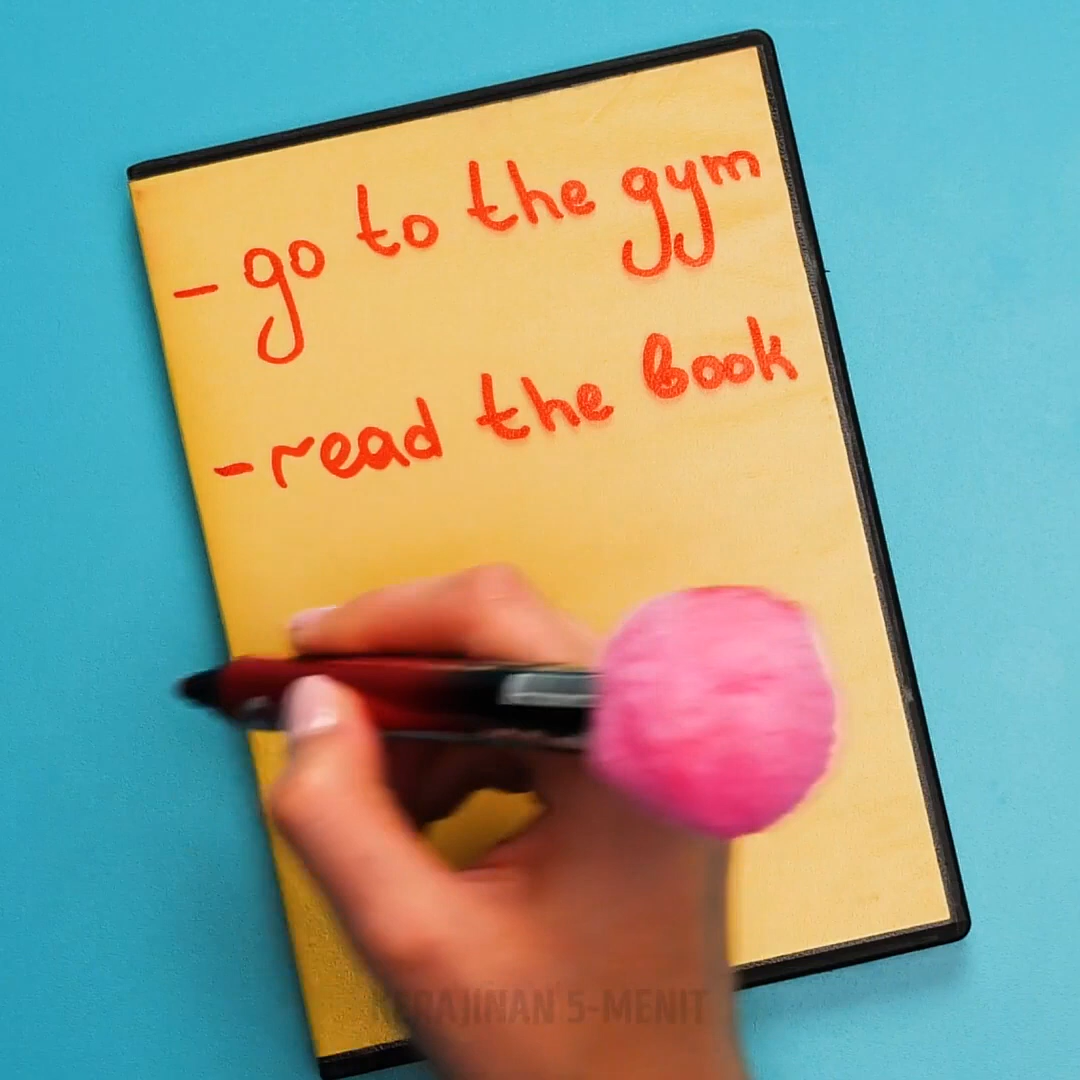 - go to the gym
- read the book
KERAJINAN 5-MENIT